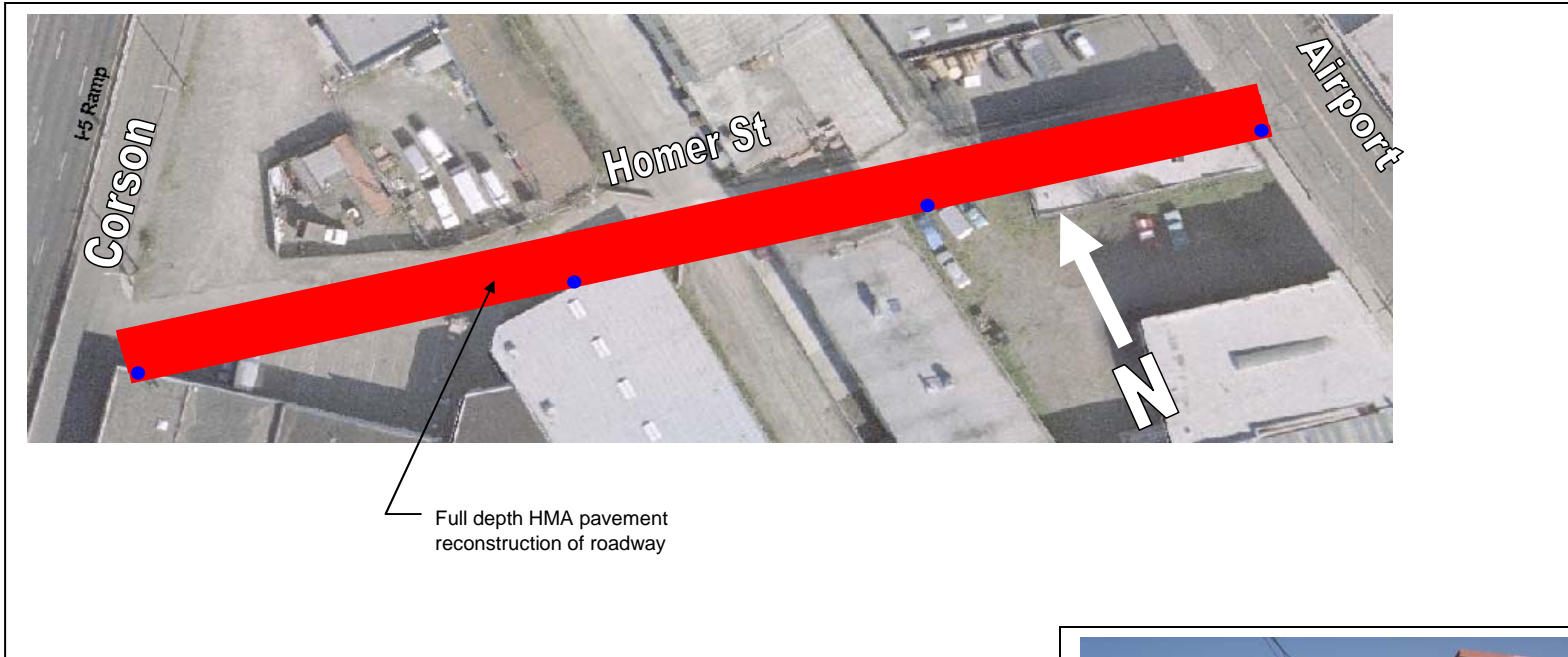 I-5 Ramp
Corson
Homer St
Airport
N
Full depth HMA pavement
reconstruction of roadway